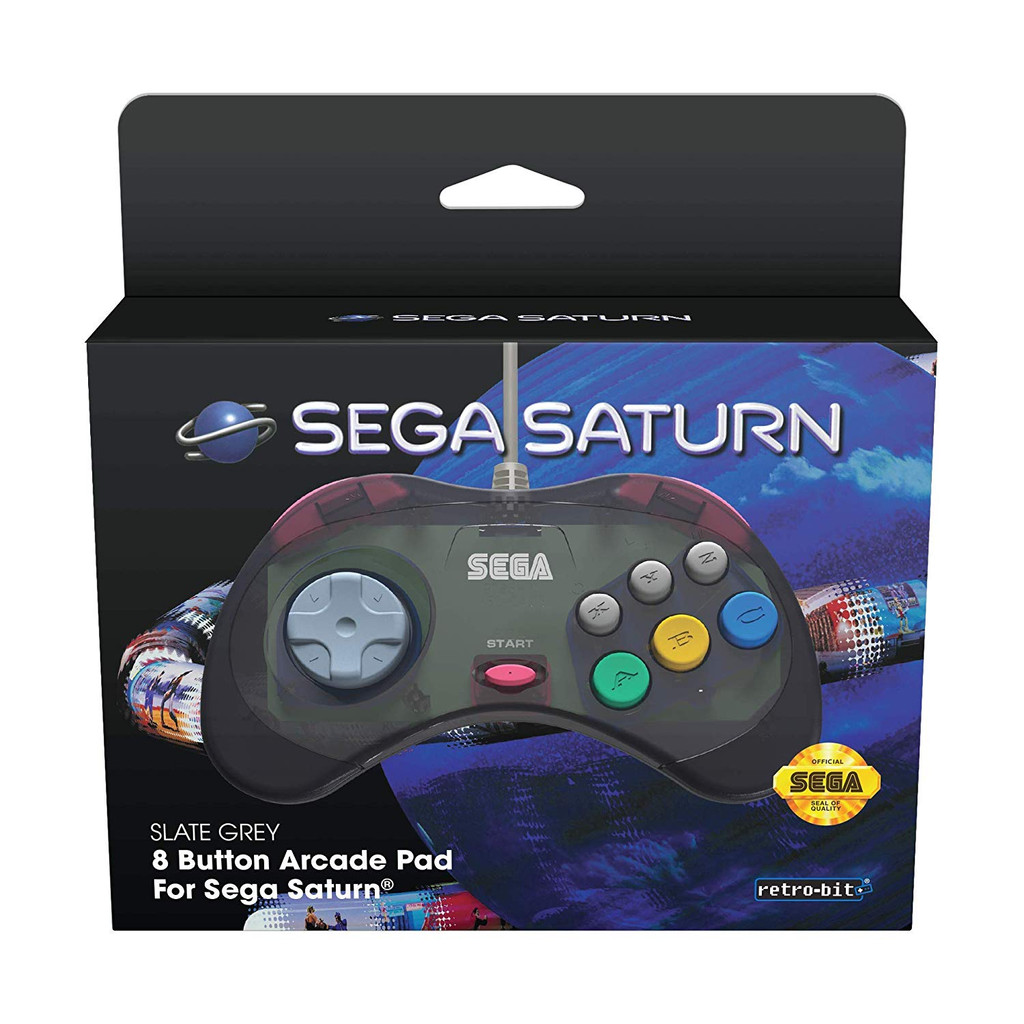 SEGA SATURN
SEGA SATURN
SEGA
START
X Y Z
A B C
OFFICIAL
SEGA
SEAL OF
QUALITY
SLATE GREY
8 Button Arcade Pad
For Sega Saturn®
retro-bit®